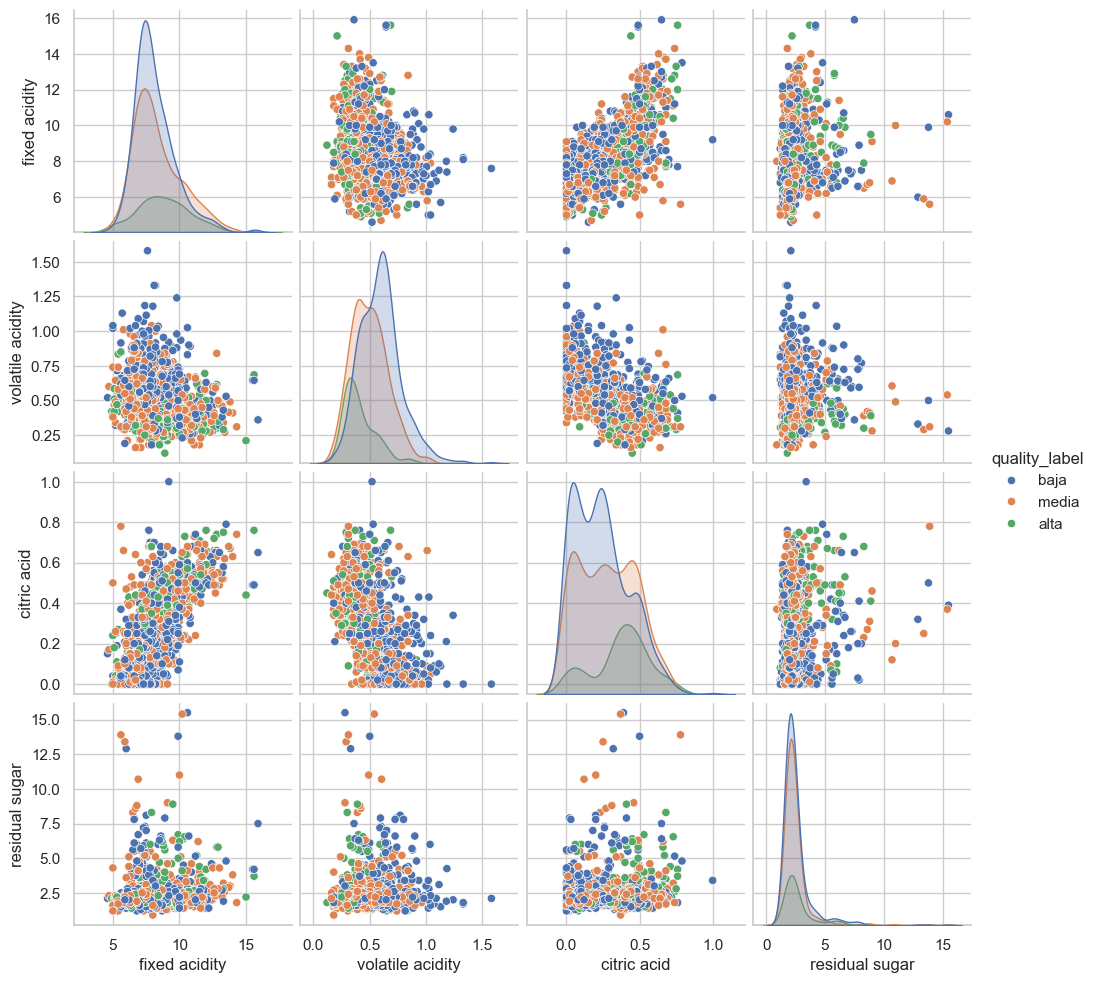 16
14
12
10
8
6
fixed acidity
1.50
1.25
1.00
0.75
0.50
0.25
volatile acidity
quality_label
baja
media
alta
1.0
0.8
0.6
0.4
0.2
0.0
citric acid
15.0
12.5
10.0
7.5
5.0
2.5
residual sugar
5 10 15
0.0 0.5 1.0 1.5
0.0 0.5 1.0
0 5 10 15
fixed acidity
volatile acidity
citric acid
residual sugar